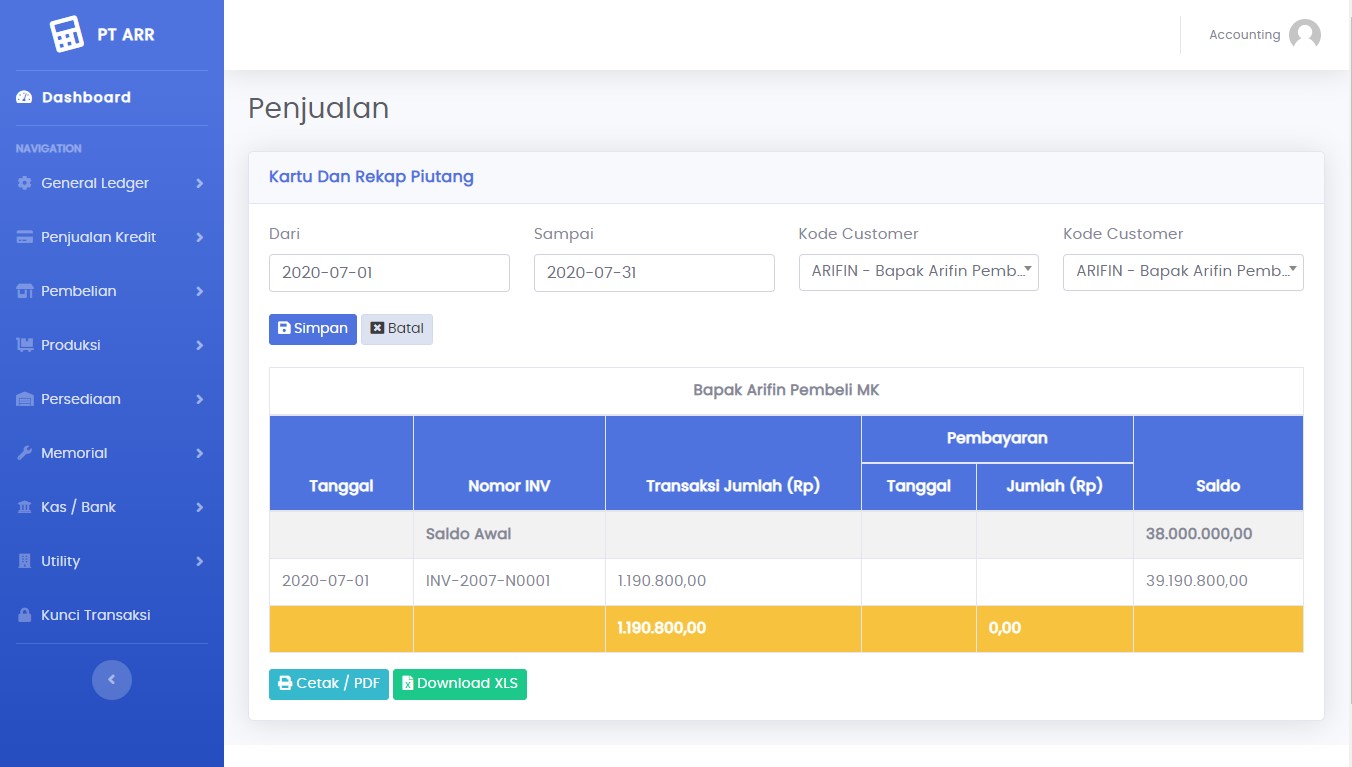 PT ARR
Accounting
Dashboard
NAVIGATION
General Ledger
Penjualan Kredit
Pembelian
Produksi
Persediaan
Memorial
Kas / Bank
Utility
Kunci Transaksi
Penjualan
Kartu Dan Rekap Piutang
Dari Sampai Kode Customer Kode Customer
2020-07-01 2020-07-31 ARIFIN - Bapak Arifin Pemb... ARIFIN - Bapak Arifin Pemb...
Simpan Batal
Bapak Arifin Pembeli MK
Pembayaran
Tanggal Nomor INV Transaksi Jumlah (Rp) Tanggal Jumlah (Rp) Saldo
Saldo Awal 38.000.000,00
2020-07-01 INV-2007-N0001 1.190.800,00 39.190.800,00
1.190.800,00 0,00
Cetak / PDF Download XLS